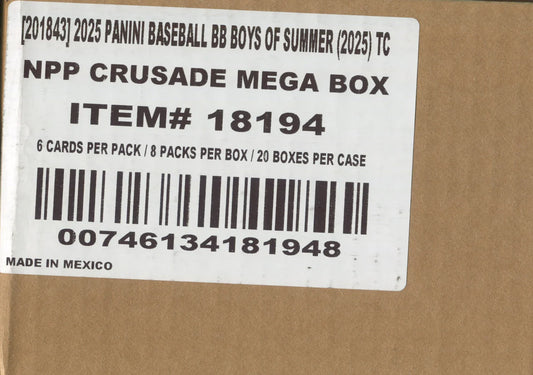 [201843] 2025 PANINI BASEBALL BB BOYS OF SUMMER (2025) TC
NPP CRUSADE MEGA BOX
ITEM# 18194
6 CARDS PER PACK / 8 PACKS PER BOX / 20 BOXES PER CASE
00746134181948
MADE IN MEXICO